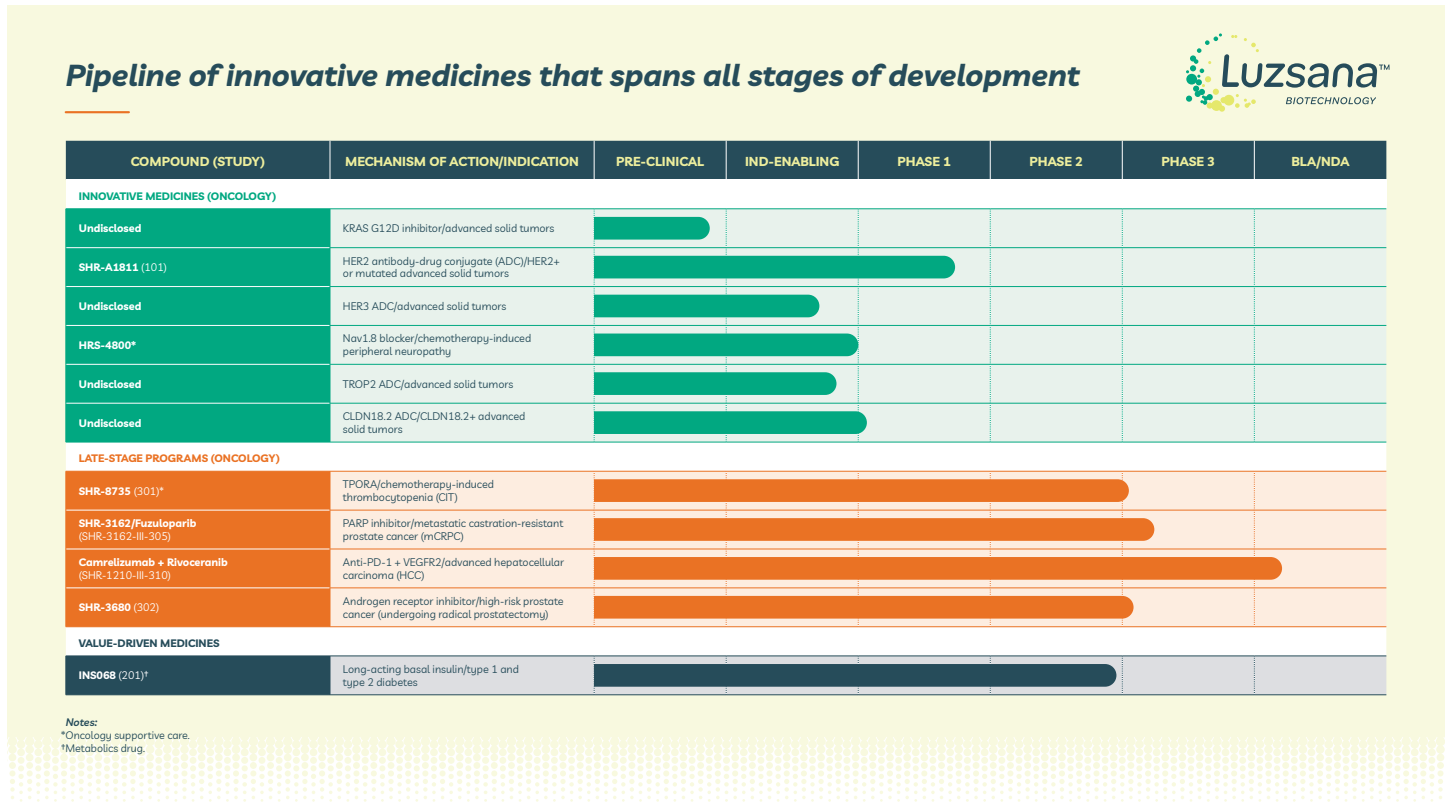 Pipeline of innovative medicines that spans all stages of development
Luzsana™
BIOTECHNOLOGY
COMPOUND (STUDY) MECHANISM OF ACTION/INDICATION PRE-CLINICAL IND-ENABLING PHASE 1 PHASE 2 PHASE 3 BLA/NDA
INNOVATIVE MEDICINES (ONCOLOGY)
Undisclosed
KRAS G12D inhibitor/advanced solid tumors
SHR-A1811 (101)
HER2 antibody-drug conjugate (ADC)/HER2+
or mutated advanced solid tumors
Undisclosed
HER3 ADC/advanced solid tumors
HRS-4800*
Nav1.8 blocker/chemotherapy-induced
peripheral neuropathy
Undisclosed
TROP2 ADC/advanced solid tumors
Undisclosed
CLDN18.2 ADC/CLDN18.2+ advanced
solid tumors
LATE-STAGE PROGRAMS (ONCOLOGY)
SHR-8735 (301)*
TPORA/chemotherapy-induced
thrombocytopenia (CIT)
SHR-3162/Fuzuloparib
(SHR-3162-III-305)
PARP inhibitor/metastatic castration-resistant
prostate cancer (mCRPC)
Camrelizumab + Rivoceranib
(SHR-1210-III-310)
Anti-PD-1 + VEGFR2/advanced hepatocellular
carcinoma (HCC)
SHR-3680 (302)
Androgen receptor inhibitor/high-risk prostate
cancer (undergoing radical prostatectomy)
VALUE-DRIVEN MEDICINES
INS068 (201)†
Long-acting basal insulin/type 1 and
type 2 diabetes
Notes:
*Oncology supportive care.
†Metabolics drug.